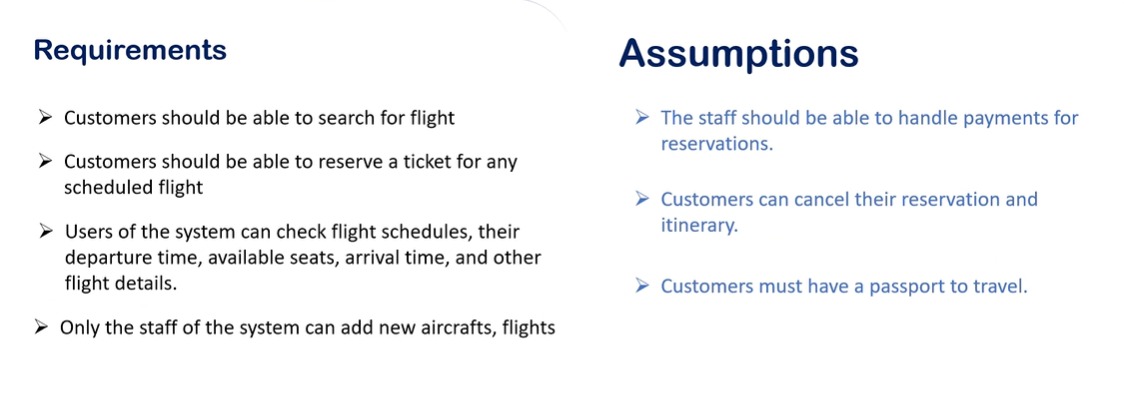 Requirements
➢ Customers should be able to search for flight
➢ Customers should be able to reserve a ticket for any
scheduled flight
➢ Users of the system can check flight schedules, their
departure time, available seats, arrival time, and other
flight details.
➢ Only the staff of the system can add new aircrafts, flights
Assumptions
➢ The staff should be able to handle payments for
reservations.
➢ Customers can cancel their reservation and
itinerary.
➢ Customers must have a passport to travel.